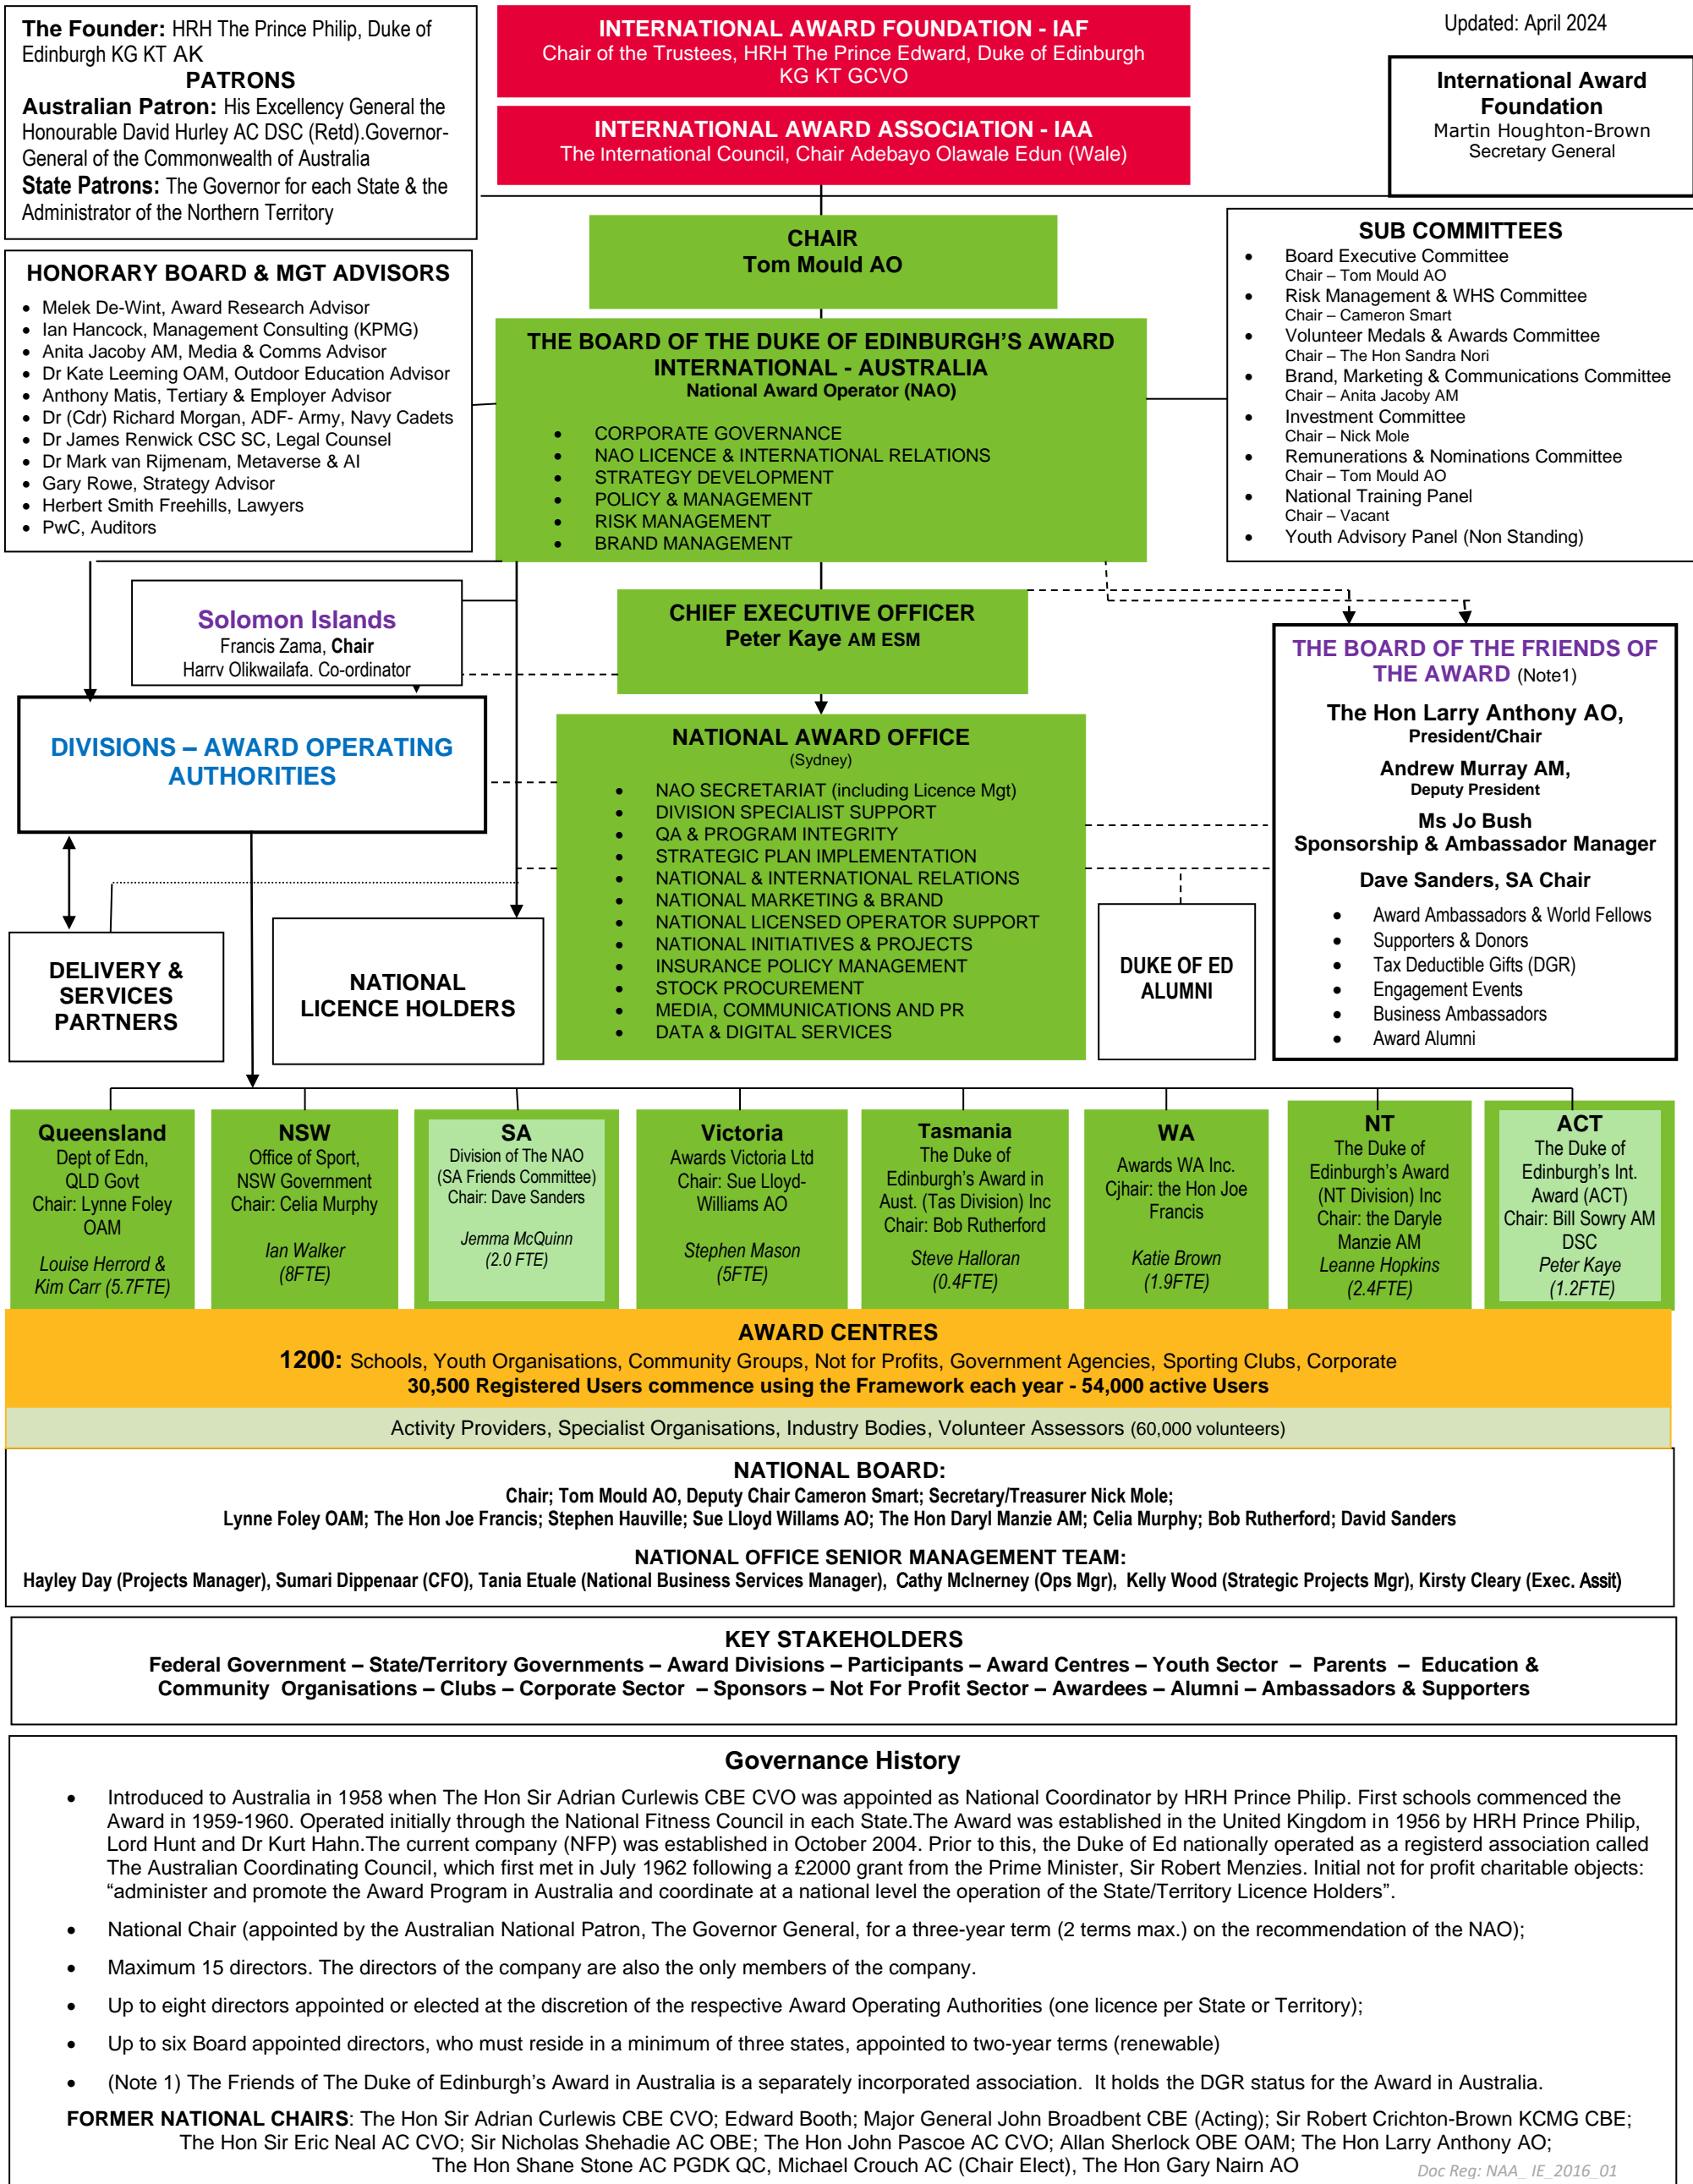 The Founder: HRH The Prince Philip, Duke of
Edinburgh KG KT AK
PATRONS
Australian Patron: His Excellency General the
Honourable David Hurley AC DSC (Retd).Governor-
General of the Commonwealth of Australia
State Patrons: The Governor for each State & the
Administrator of the Northern Territory
INTERNATIONAL AWARD FOUNDATION - IAF
Chair of the Trustees, HRH The Prince Edward, Duke of Edinburgh
KG KT GCVO
INTERNATIONAL AWARD ASSOCIATION - IAA
The International Council, Chair Adebayo Olawale Edun (Wale)
Updated: April 2024
International Award
Foundation
Martin Houghton-Brown
Secretary General
CHAIR
Tom Mould AO
HONORARY BOARD & MGT ADVISORS
• Melek De-Wint, Award Research Advisor
• Ian Hancock, Management Consulting (KPMG)
• Anita Jacoby AM, Media & Comms Advisor
• Dr Kate Leeming OAM, Outdoor Education Advisor
• Anthony Matis, Tertiary & Employer Advisor
• Dr (Cdr) Richard Morgan, ADF- Army, Navy Cadets
• Dr James Renwick CSC SC, Legal Counsel
• Dr Mark van Rijmenam, Metaverse & AI
• Gary Rowe, Strategy Advisor
• Herbert Smith Freehills, Lawyers
• PwC, Auditors
THE BOARD OF THE DUKE OF EDINBURGH'S AWARD
INTERNATIONAL - AUSTRALIA
National Award Operator (NAO)
• CORPORATE GOVERNANCE
• NAO LICENCE & INTERNATIONAL RELATIONS
• STRATEGY DEVELOPMENT
• POLICY & MANAGEMENT
• RISK MANAGEMENT
• BRAND MANAGEMENT
SUB COMMITTEES
• Board Executive Committee
Chair – Tom Mould AO
• Risk Management & WHS Committee
Chair – Cameron Smart
• Volunteer Medals & Awards Committee
Chair – The Hon Sandra Nori
• Brand, Marketing & Communications Committee
Chair – Anita Jacoby AM
• Investment Committee
Chair – Nick Mole
• Remunerations & Nominations Committee
Chair – Tom Mould AO
• National Training Panel
Chair – Vacant
• Youth Advisory Panel (Non Standing)
Solomon Islands
Francis Zama, Chair
Harry Olikwailafa. Co-ordinator
CHIEF EXECUTIVE OFFICER
Peter Kaye AM ESM
DIVISIONS – AWARD OPERATING
AUTHORITIES
NATIONAL AWARD OFFICE
(Sydney)
• NAO SECRETARIAT (including Licence Mgt)
• DIVISION SPECIALIST SUPPORT
• QA & PROGRAM INTEGRITY
• STRATEGIC PLAN IMPLEMENTATION
• NATIONAL & INTERNATIONAL RELATIONS
• NATIONAL MARKETING & BRAND
• NATIONAL LICENSED OPERATOR SUPPORT
• NATIONAL INITIATIVES & PROJECTS
• INSURANCE POLICY MANAGEMENT
• STOCK PROCUREMENT
• MEDIA, COMMUNICATIONS AND PR
• DATA & DIGITAL SERVICES
THE BOARD OF THE FRIENDS OF
THE AWARD (Note1)
The Hon Larry Anthony AO,
President/Chair
Andrew Murray AM,
Deputy President
Ms Jo Bush
Sponsorship & Ambassador Manager
Dave Sanders, SA Chair
• Award Ambassadors & World Fellows
• Supporters & Donors
• Tax Deductible Gifts (DGR)
• Engagement Events
• Business Ambassadors
• Award Alumni
DELIVERY &
SERVICES
PARTNERS
NATIONAL
LICENCE HOLDERS
DUKE OF ED
ALUMNI
Queensland
Dept of Edn,
QLD Govt
Chair: Lynne Foley
OAM
Louise Herrord &
Kim Carr (5.7FTE)
NSW
Office of Sport,
NSW Government
Chair: Celia Murphy
Ian Walker
(8FTE)
SA
Division of The NAO
(SA Friends Committee)
Chair: Dave Sanders
Jemma McQuinn
(2.0 FTE)
Victoria
Awards Victoria Ltd
Chair: Sue Lloyd-
Williams AO
Stephen Mason
(5FTE)
Tasmania
The Duke of
Edinburgh's Award in
Aust. (Tas Division) Inc
Chair: Bob Rutherford
Steve Halloran
(0.4FTE)
WA
Awards WA Inc.
Cjhair: the Hon Joe
Francis
Katie Brown
(1.9FTE)
NT
The Duke of
Edinburgh's Award
(NT Division) Inc
Chair: the Daryle
Manzie AM
Leanne Hopkins
(2.4FTE)
ACT
The Duke of
Edinburgh's Int.
Award (ACT)
Chair: Bill Sowry AM
DSC
Peter Kaye
(1.2FTE)
AWARD CENTRES
1200: Schools, Youth Organisations, Community Groups, Not for Profits, Government Agencies, Sporting Clubs, Corporate
30,500 Registered Users commence using the Framework each year - 54,000 active Users
Activity Providers, Specialist Organisations, Industry Bodies, Volunteer Assessors (60,000 volunteers)
NATIONAL BOARD:
Chair; Tom Mould AO, Deputy Chair Cameron Smart; Secretary/Treasurer Nick Mole;
Lynne Foley OAM; The Hon Joe Francis; Stephen Hauville; Sue Lloyd Willams AO; The Hon Daryl Manzie AM; Celia Murphy; Bob Rutherford; David Sanders
NATIONAL OFFICE SENIOR MANAGEMENT TEAM:
Hayley Day (Projects Manager), Sumari Dippenaar (CFO), Tania Etuale (National Business Services Manager), Cathy McInerney (Ops Mgr), Kelly Wood (Strategic Projects Mgr), Kirsty Cleary (Exec. Assit)
KEY STAKEHOLDERS
Federal Government – State/Territory Governments – Award Divisions – Participants – Award Centres – Youth Sector – Parents – Education &
Community Organisations – Clubs – Corporate Sector – Sponsors – Not For Profit Sector – Awardees – Alumni – Ambassadors & Supporters
Governance History
• Introduced to Australia in 1958 when The Hon Sir Adrian Curlewis CBE CVO was appointed as National Coordinator by HRH Prince Philip. First schools commenced the
Award in 1959-1960. Operated initially through the National Fitness Council in each State.The Award was established in the United Kingdom in 1956 by HRH Prince Philip,
Lord Hunt and Dr Kurt Hahn.The current company (NFP) was established in October 2004. Prior to this, the Duke of Ed nationally operated as a registerd association called
The Australian Coordinating Council, which first met in July 1962 following a £2000 grant from the Prime Minister, Sir Robert Menzies. Initial not for profit charitable objects:
“administer and promote the Award Program in Australia and coordinate at a national level the operation of the State/Territory Licence Holders”.
• National Chair (appointed by the Australian National Patron, The Governor General, for a three-year term (2 terms max.) on the recommendation of the NAO);
• Maximum 15 directors. The directors of the company are also the only members of the company.
• Up to eight directors appointed or elected at the discretion of the respective Award Operating Authorities (one licence per State or Territory);
• Up to six Board appointed directors, who must reside in a minimum of three states, appointed to two-year terms (renewable)
• (Note 1) The Friends of The Duke of Edinburgh's Award in Australia is a separately incorporated association. It holds the DGR status for the Award in Australia.
FORMER NATIONAL CHAIRS: The Hon Sir Adrian Curlewis CBE CVO; Edward Booth; Major General John Broadbent CBE (Acting); Sir Robert Crichton-Brown KCMG CBE;
The Hon Sir Eric Neal AC CVO; Sir Nicholas Shehadie AC OBE; The Hon John Pascoe AC CVO; Allan Sherlock OBE OAM; The Hon Larry Anthony AO;
The Hon Shane Stone AC PGDK QC, Michael Crouch AC (Chair Elect), The Hon Gary Nairn AO
Doc Reg: NAA_ IE_2016_01